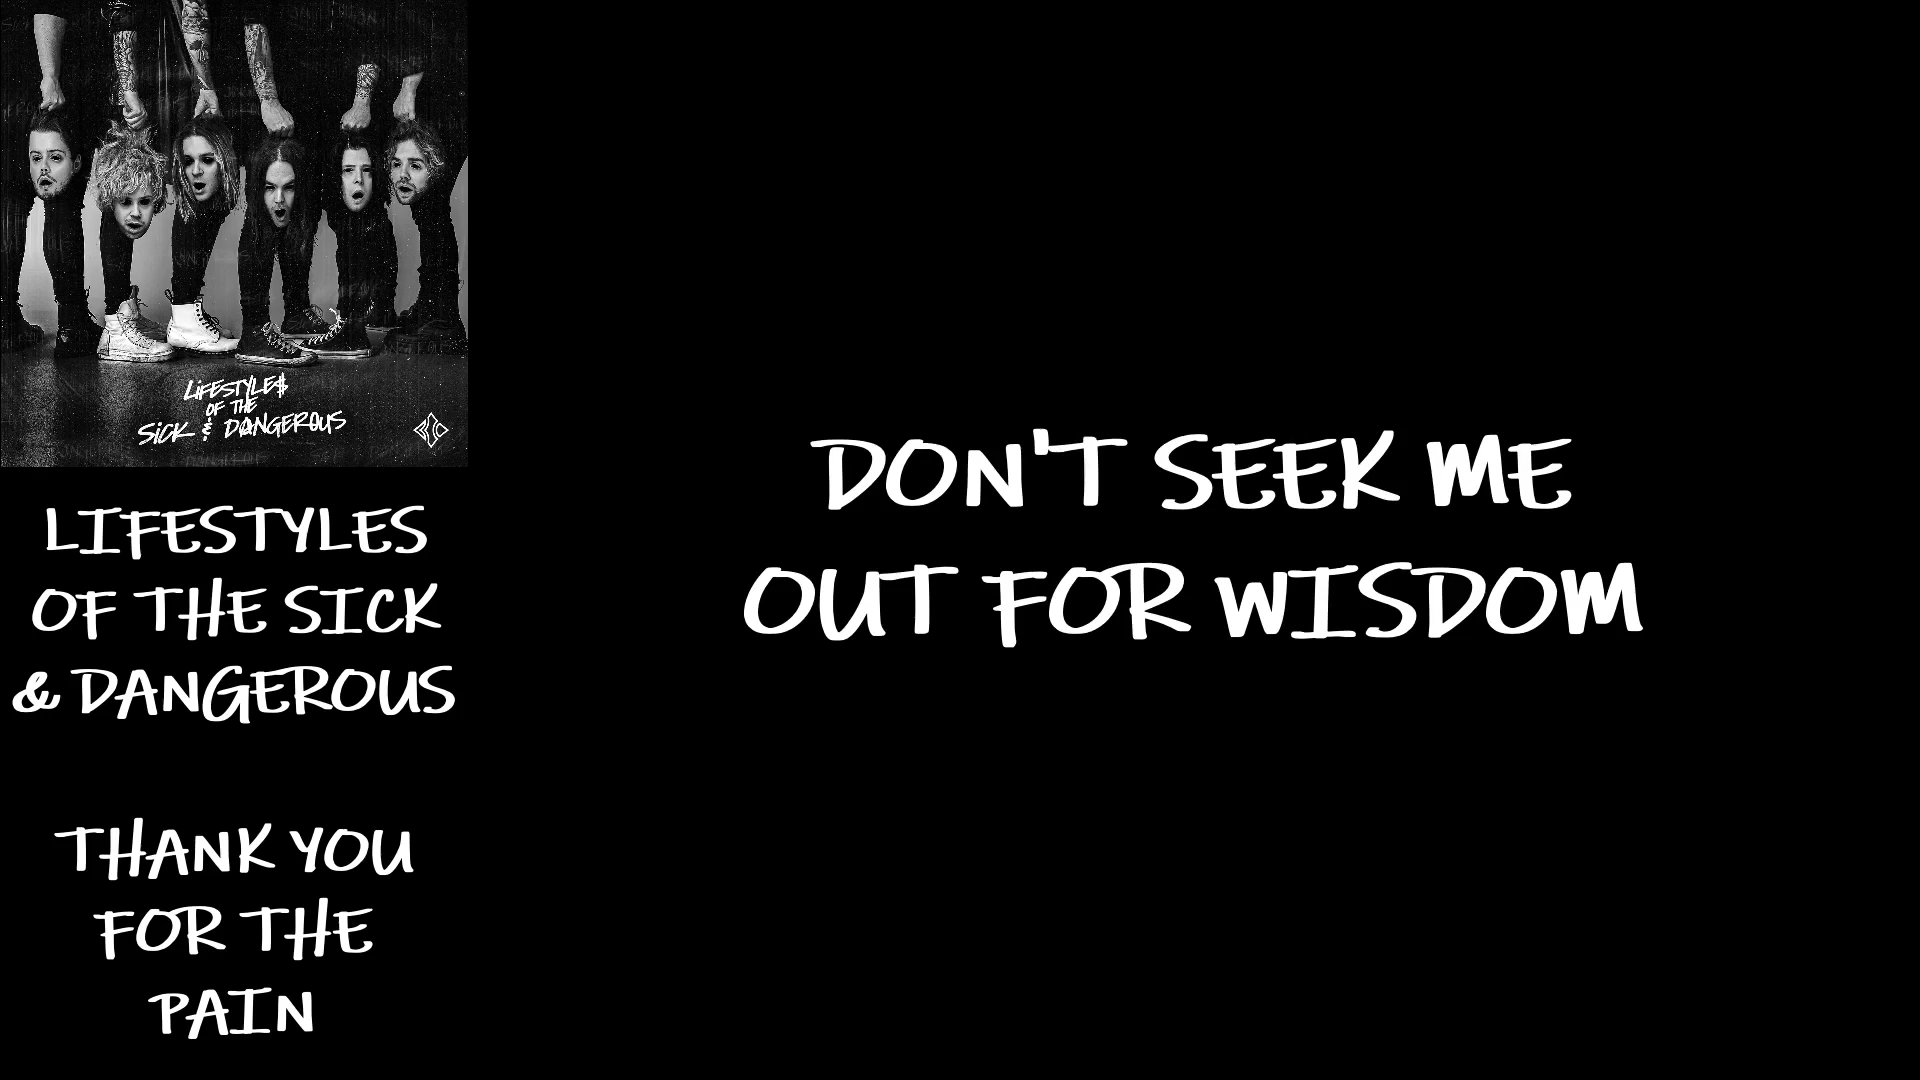 LIFESTYLE$
OF THE
SICK & DANGEROUS
LIFESTYLES
OF THE SICK
& DANGEROUS
THANK YOU
FOR THE
PAIN
DON'T SEEK ME
OUT FOR WISDOM